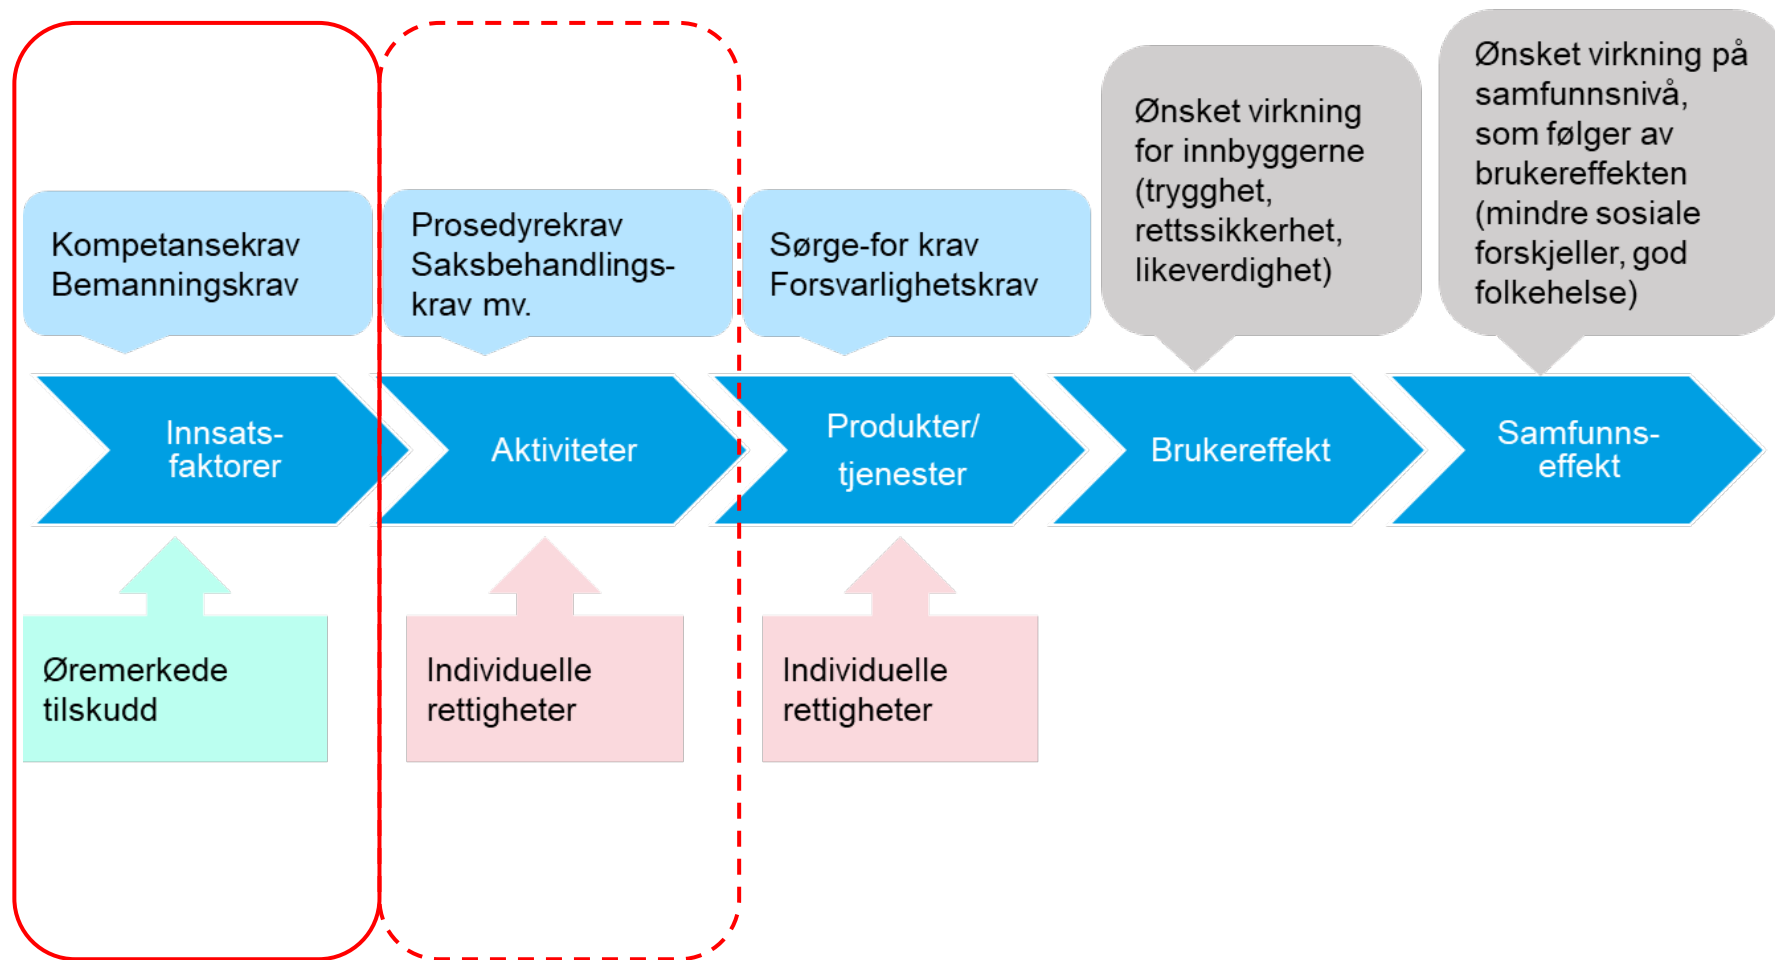 Kompetansekrav
Bemanningskrav
Prosedyrekrav
Saksbehandlings-
krav mv.
Sørge-for krav
Forsvarlighetskrav
Ønsket virkning
for innbyggerne
(trygghet,
rettssikkerhet,
likeverdighet)
Ønsket virkning på
samfunnsnivå,
som følger av
brukereffekten
(mindre sosiale
forskjeller, god
folkehelse)
Innsats-
faktorer
Aktiviteter
Produkter/
tjenester
Brukereffekt
Samfunns-
effekt
Øremerkede
tilskudd
Individuelle
rettigheter
Individuelle
rettigheter